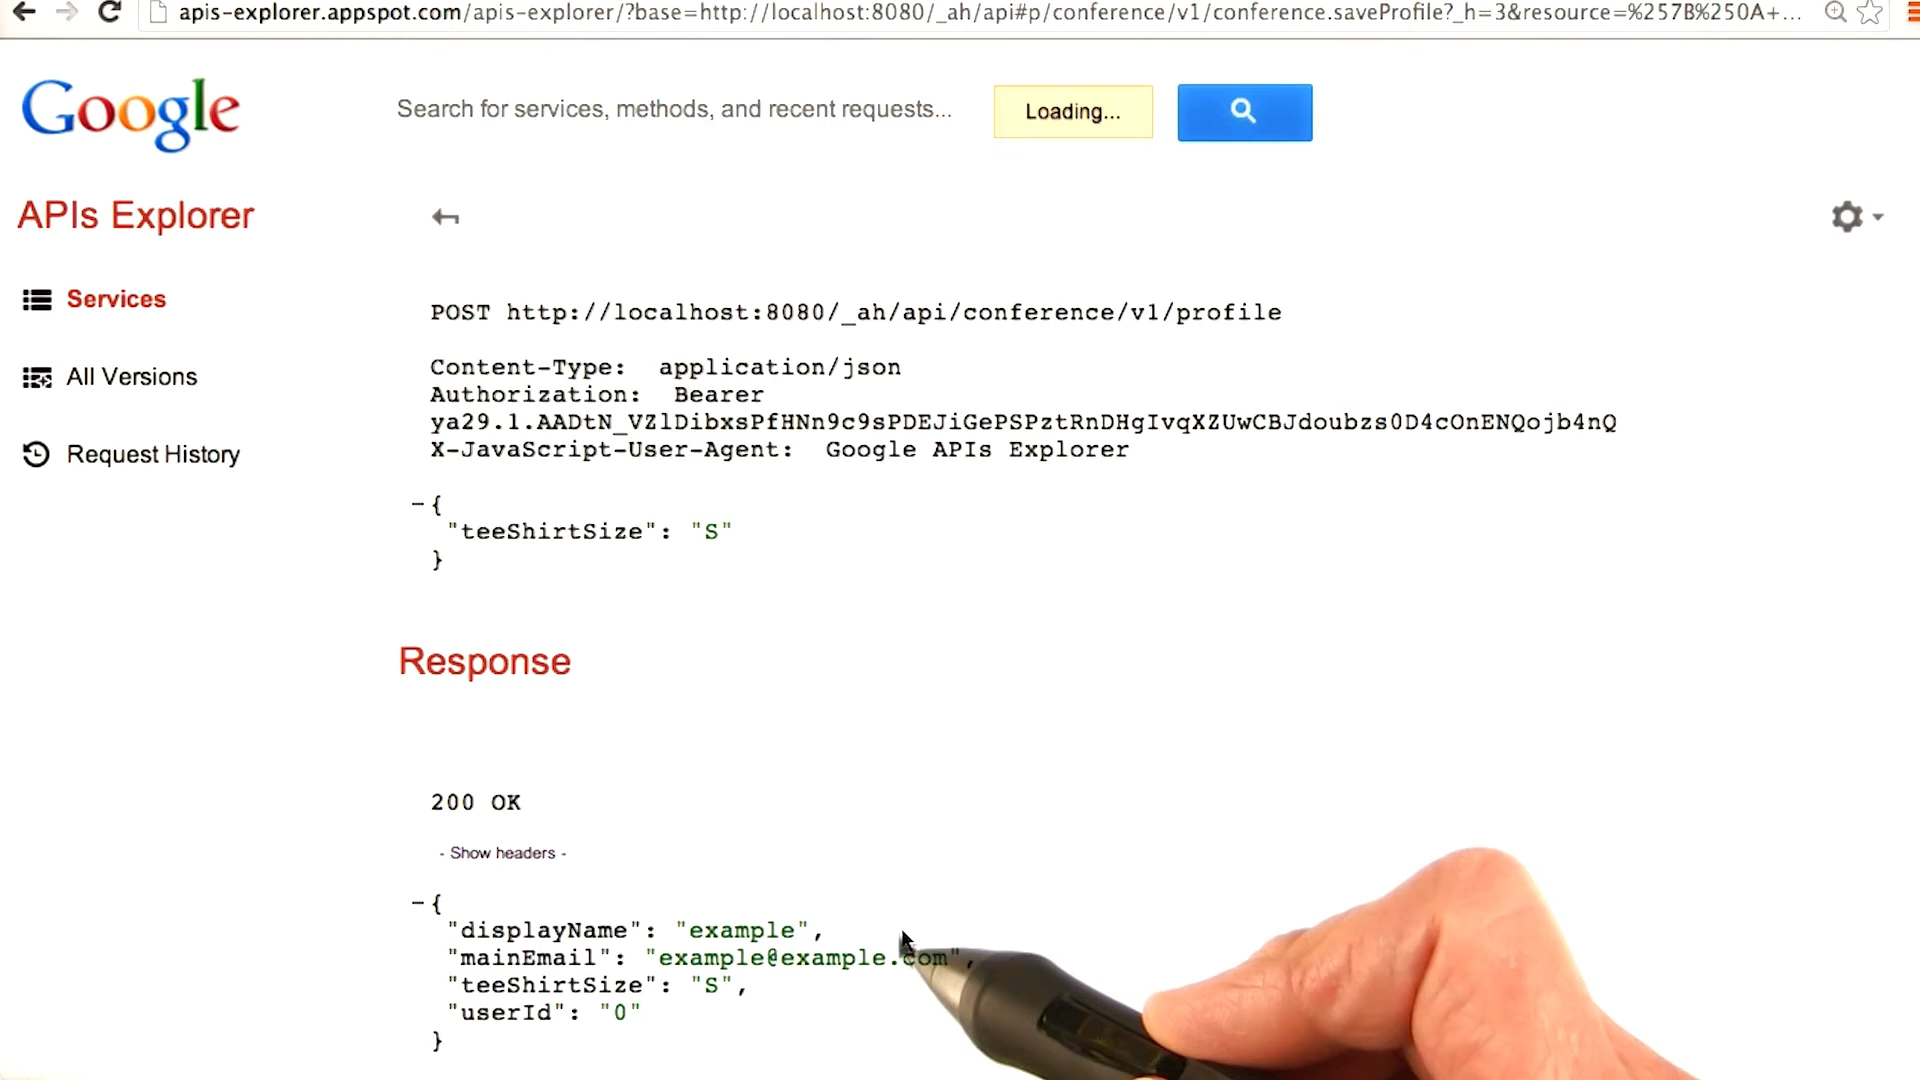 apis-explorer.appspot.com/apis-explorer/?base=http://localhost:8080/_ah/api#p/conference/v1/conference.saveProfile?_h=3&resource=%257B%250A+...
Google
Search for services, methods, and recent requests...
Loading...
APIs Explorer
Services
All Versions
Request History
POST http://localhost:8080/_ah/api/conference/v1/profile
Content-Type: application/json
Authorization: Bearer
ya29.1.AADtN_VZlDibxsPfHNn9c9sPDEJiGePSPztRnDHgIvqXZUwCBJdoubzs0D4cOnENQojb4nQ
X-JavaScript-User-Agent: Google APIs Explorer
- {
"teeShirtSize": "S"
}
Response
200 OK
- Show headers -
- {
"displayName": "example",
"mainEmail": "example@example.com",
"teeShirtSize": "S",
"userId": "0"
}